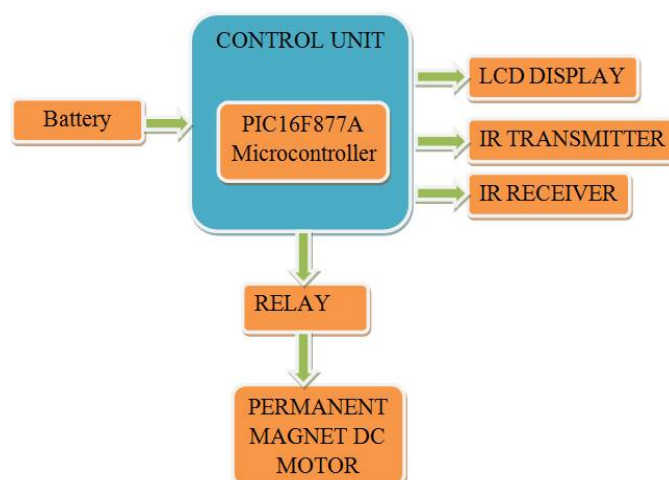 CONTROL UNIT
LCD DISPLAY
Battery
PIC16F877A
Microcontroller
IR TRANSMITTER
IR RECEIVER
RELAY
PERMANENT
MAGNET DC
MOTOR